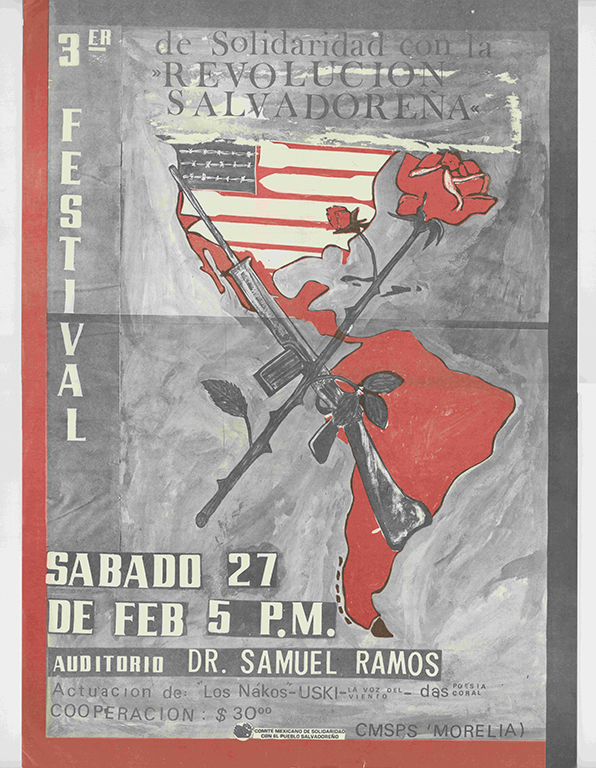 3ER
FESTIVAL
de Solidaridad con la
»REVOLUCION
SALVADOREÑA«
SABADO 27
DE FEB 5 P.M.
AUDITORIO DR. SAMUEL RAMOS
Actuacion de: "Los Nákos"-USKI-LA VOZ DEL VIENTO-das POESIA CORAL
COOPERACION: $3000
COMITE MEXICANO DE SOLIDARIDAD
CON EL PUEBLO SALVADOREÑO
CMSPS 'MORELIA)